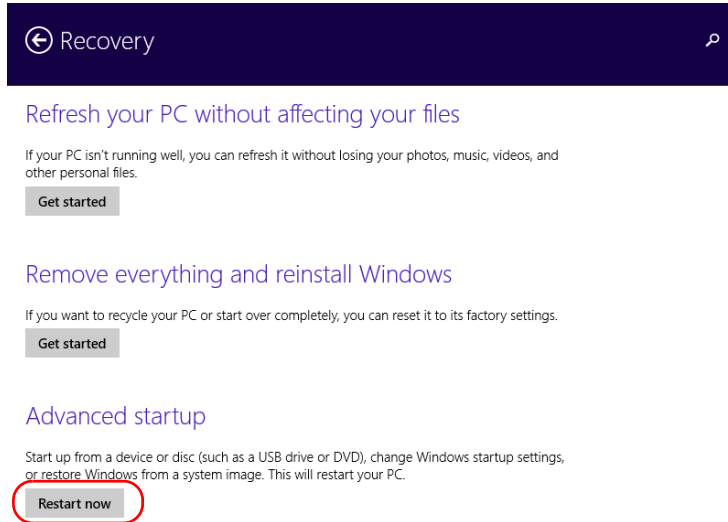 Recovery
Refresh your PC without affecting your files
If your PC isn't running well, you can refresh it without losing your photos, music, videos, and
other personal files.
Get started
Remove everything and reinstall Windows
If you want to recycle your PC or start over completely, you can reset it to its factory settings.
Get started
Advanced startup
Start up from a device or disc (such as a USB drive or DVD), change Windows startup settings,
or restore Windows from a system image. This will restart your PC.
Restart now